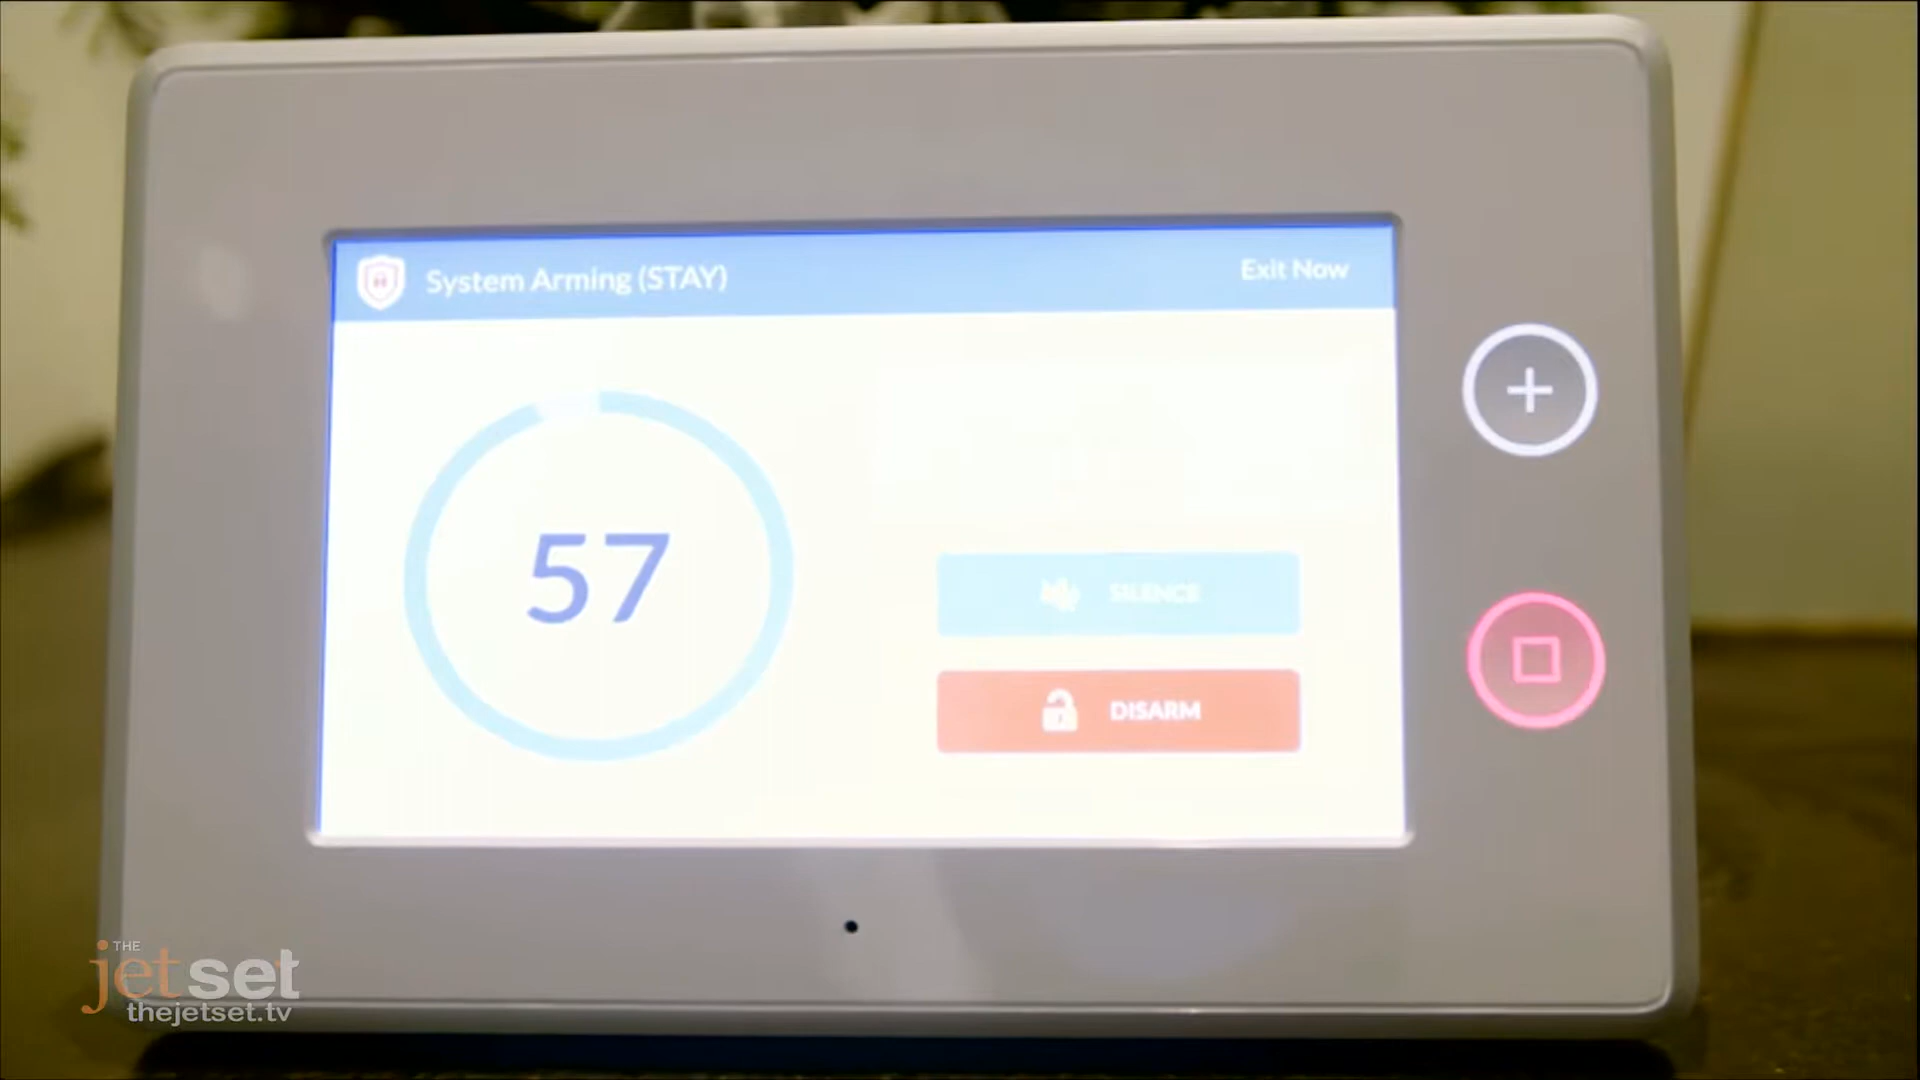 System Arming (STAY)
Exit Now
57
SILENCE
DISARM
THE
jetset
thejetset.tv